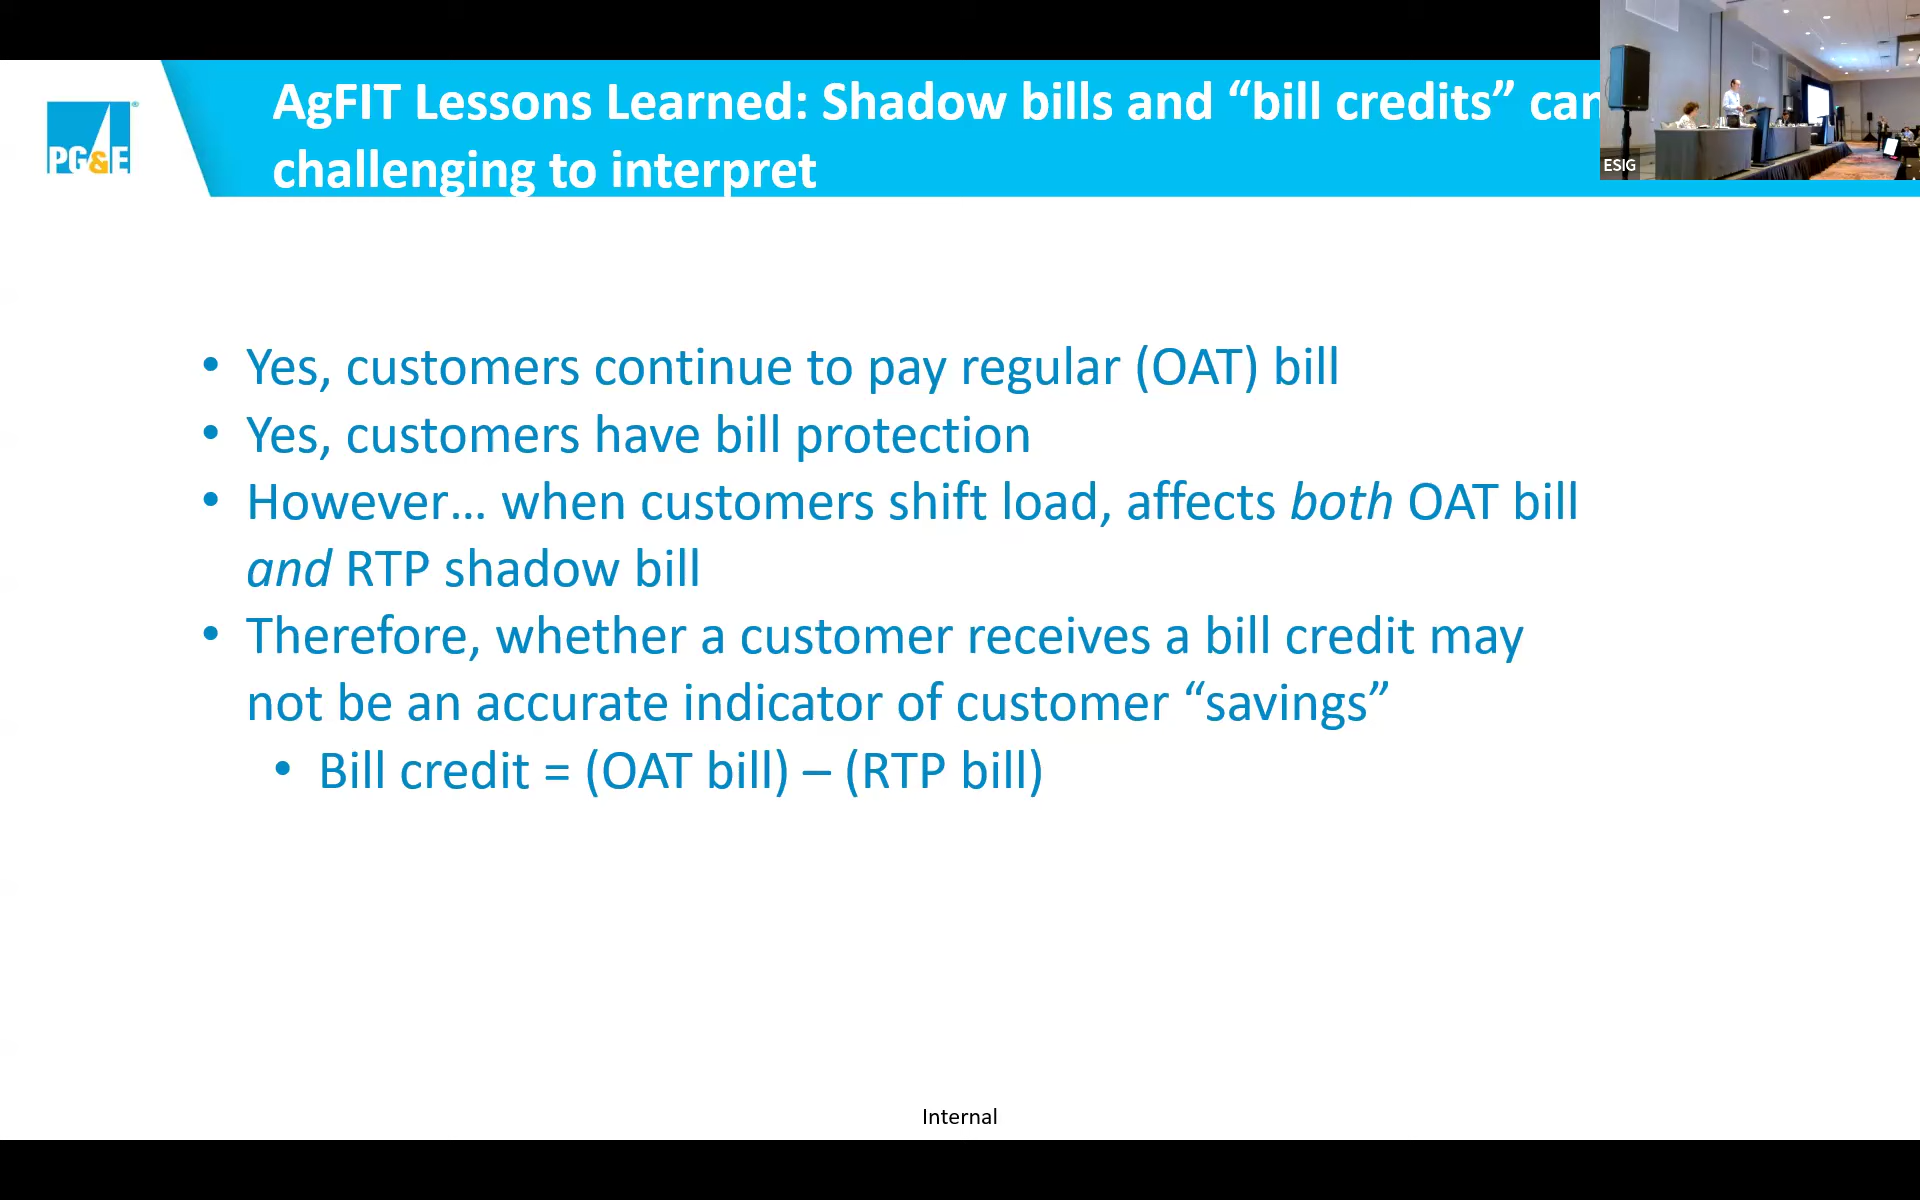 AgFIT Lessons Learned: Shadow bills and “bill credits” can
challenging to interpret
PG&E
ESIG
• Yes, customers continue to pay regular (OAT) bill
• Yes, customers have bill protection
• However… when customers shift load, affects both OAT bill
and RTP shadow bill
• Therefore, whether a customer receives a bill credit may
not be an accurate indicator of customer “savings”
• Bill credit = (OAT bill) – (RTP bill)
Internal